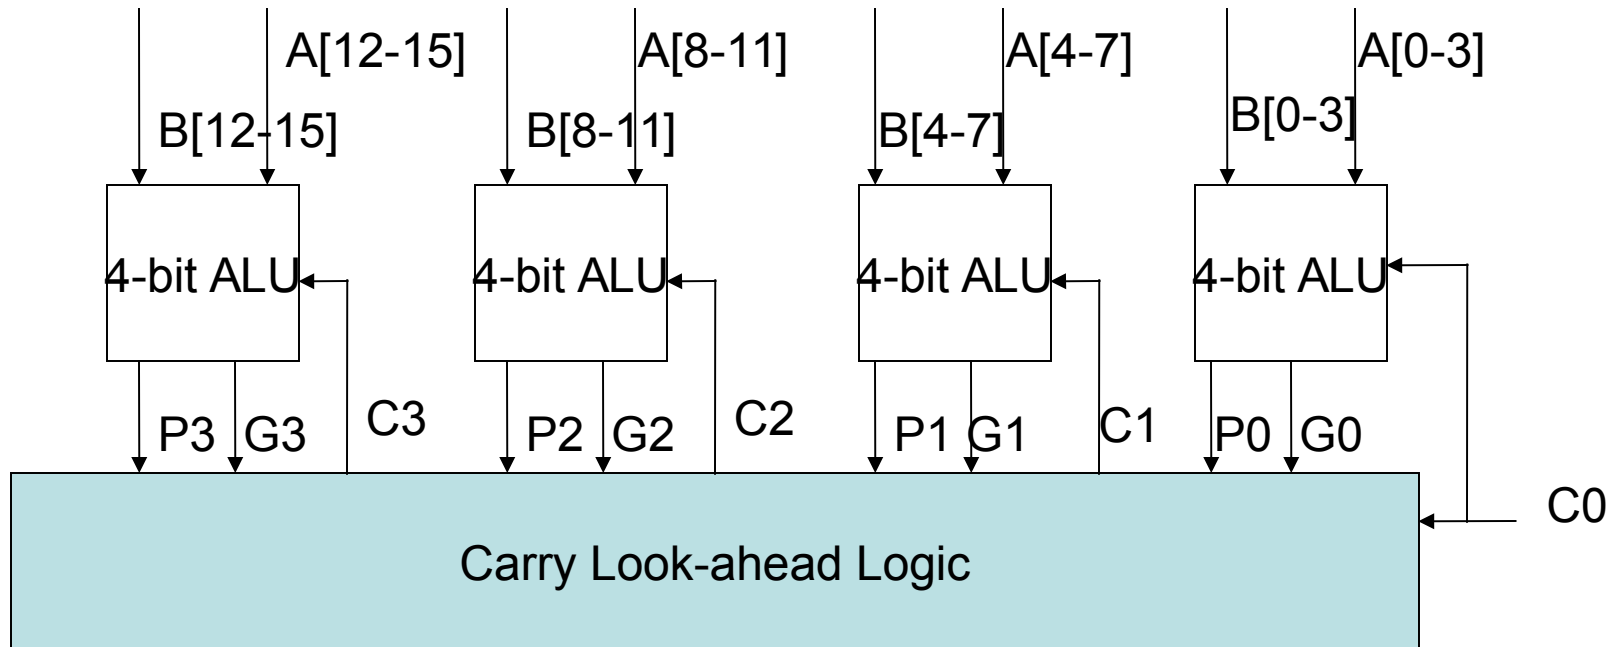 A[12-15]
A[8-11]
A[4-7]
A[0-3]
B[12-15]
B[8-11]
B[4-7]
B[0-3]
4-bit ALU
4-bit ALU
4-bit ALU
4-bit ALU
P3
G3
C3
P2
G2
C2
P1
G1
C1
P0
G0
C0
Carry Look-ahead Logic